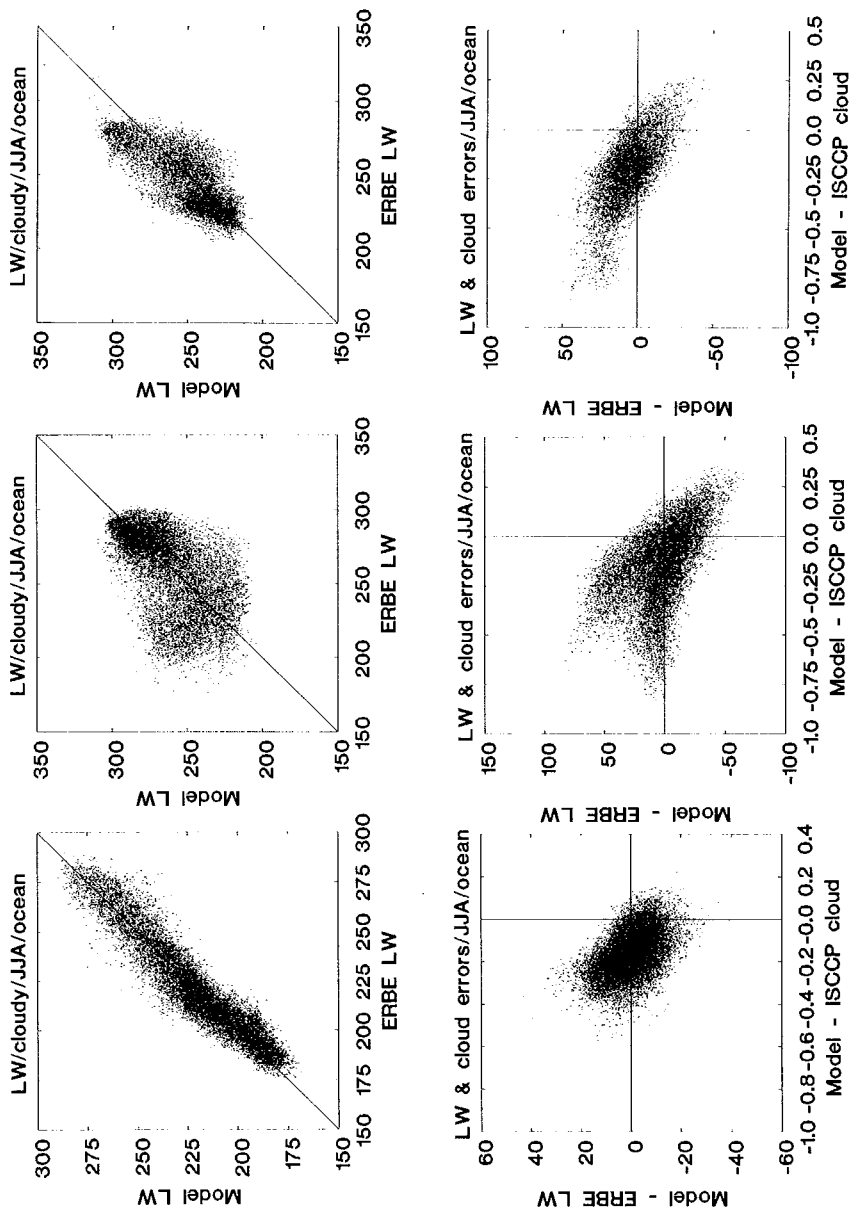 LW/cloudy/JJA/ocean
300
275
250
225
200
175
150
Model LW
150 175 200 225 250 275 300
ERBE LW
LW/cloudy/JJA/ocean
350
300
250
200
150
Model LW
150 200 250 300 350
ERBE LW
LW/cloudy/JJA/ocean
350
300
250
200
150
Model LW
150 200 250 300 350
ERBE LW
LW & cloud errors/JJA/ocean
60
40
20
0
-20
-40
-60
Model - ERBE LW
-1.0 -0.8 -0.6 -0.4 -0.2 -0.0 0.2 0.4
Model - ISCCP cloud
LW & cloud errors/JJA/ocean
150
100
50
0
-50
-100
Model - ERBE LW
-1.0 -0.75 -0.5 -0.25 0.0 0.25 0.5
Model - ISCCP cloud
LW & cloud errors/JJA/ocean
100
50
0
-50
-100
Model - ERBE LW
-1.0 -0.75 -0.5 -0.25 0.0 0.25 0.5
Model - ISCCP cloud